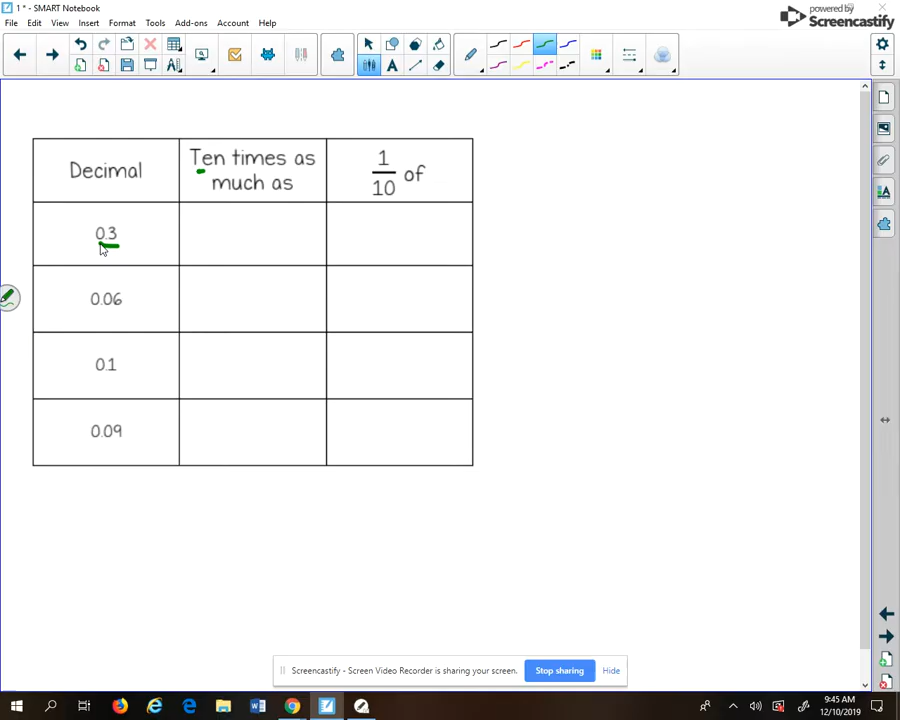 1 * - SMART Notebook
powered by
Screencastify
File Edit View Insert Format Tools Add-ons Account Help
Decimal
Ten times as
much as
1
10
of
0.3
0.06
0.1
0.09
Screencastify - Screen Video Recorder is sharing your screen. Stop sharing Hide
9:45 AM
12/10/2019